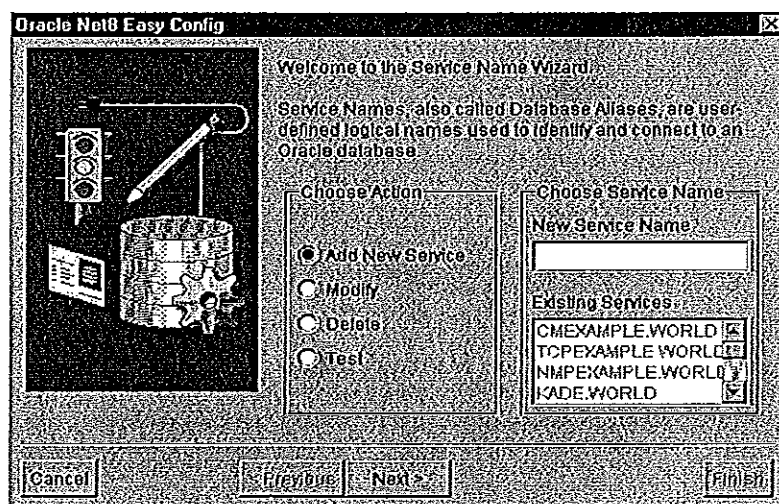 Oracle Net8 Easy Config
Welcome to the Service Name Wizard.
Service Names, also called Database Aliases, are user-
defined logical names used to identify and connect to an
Oracle database
Choose Action
Add New Service
Modify
Delete
Test
Choose Service Name
New Service Name
Existing Services
CMEXAMPLE.WORLD
TCPEXAMPLE.WORLD
NMPEXAMPLE.WORLD
KADE.WORLD
Cancel
Previous
Next >
Finish